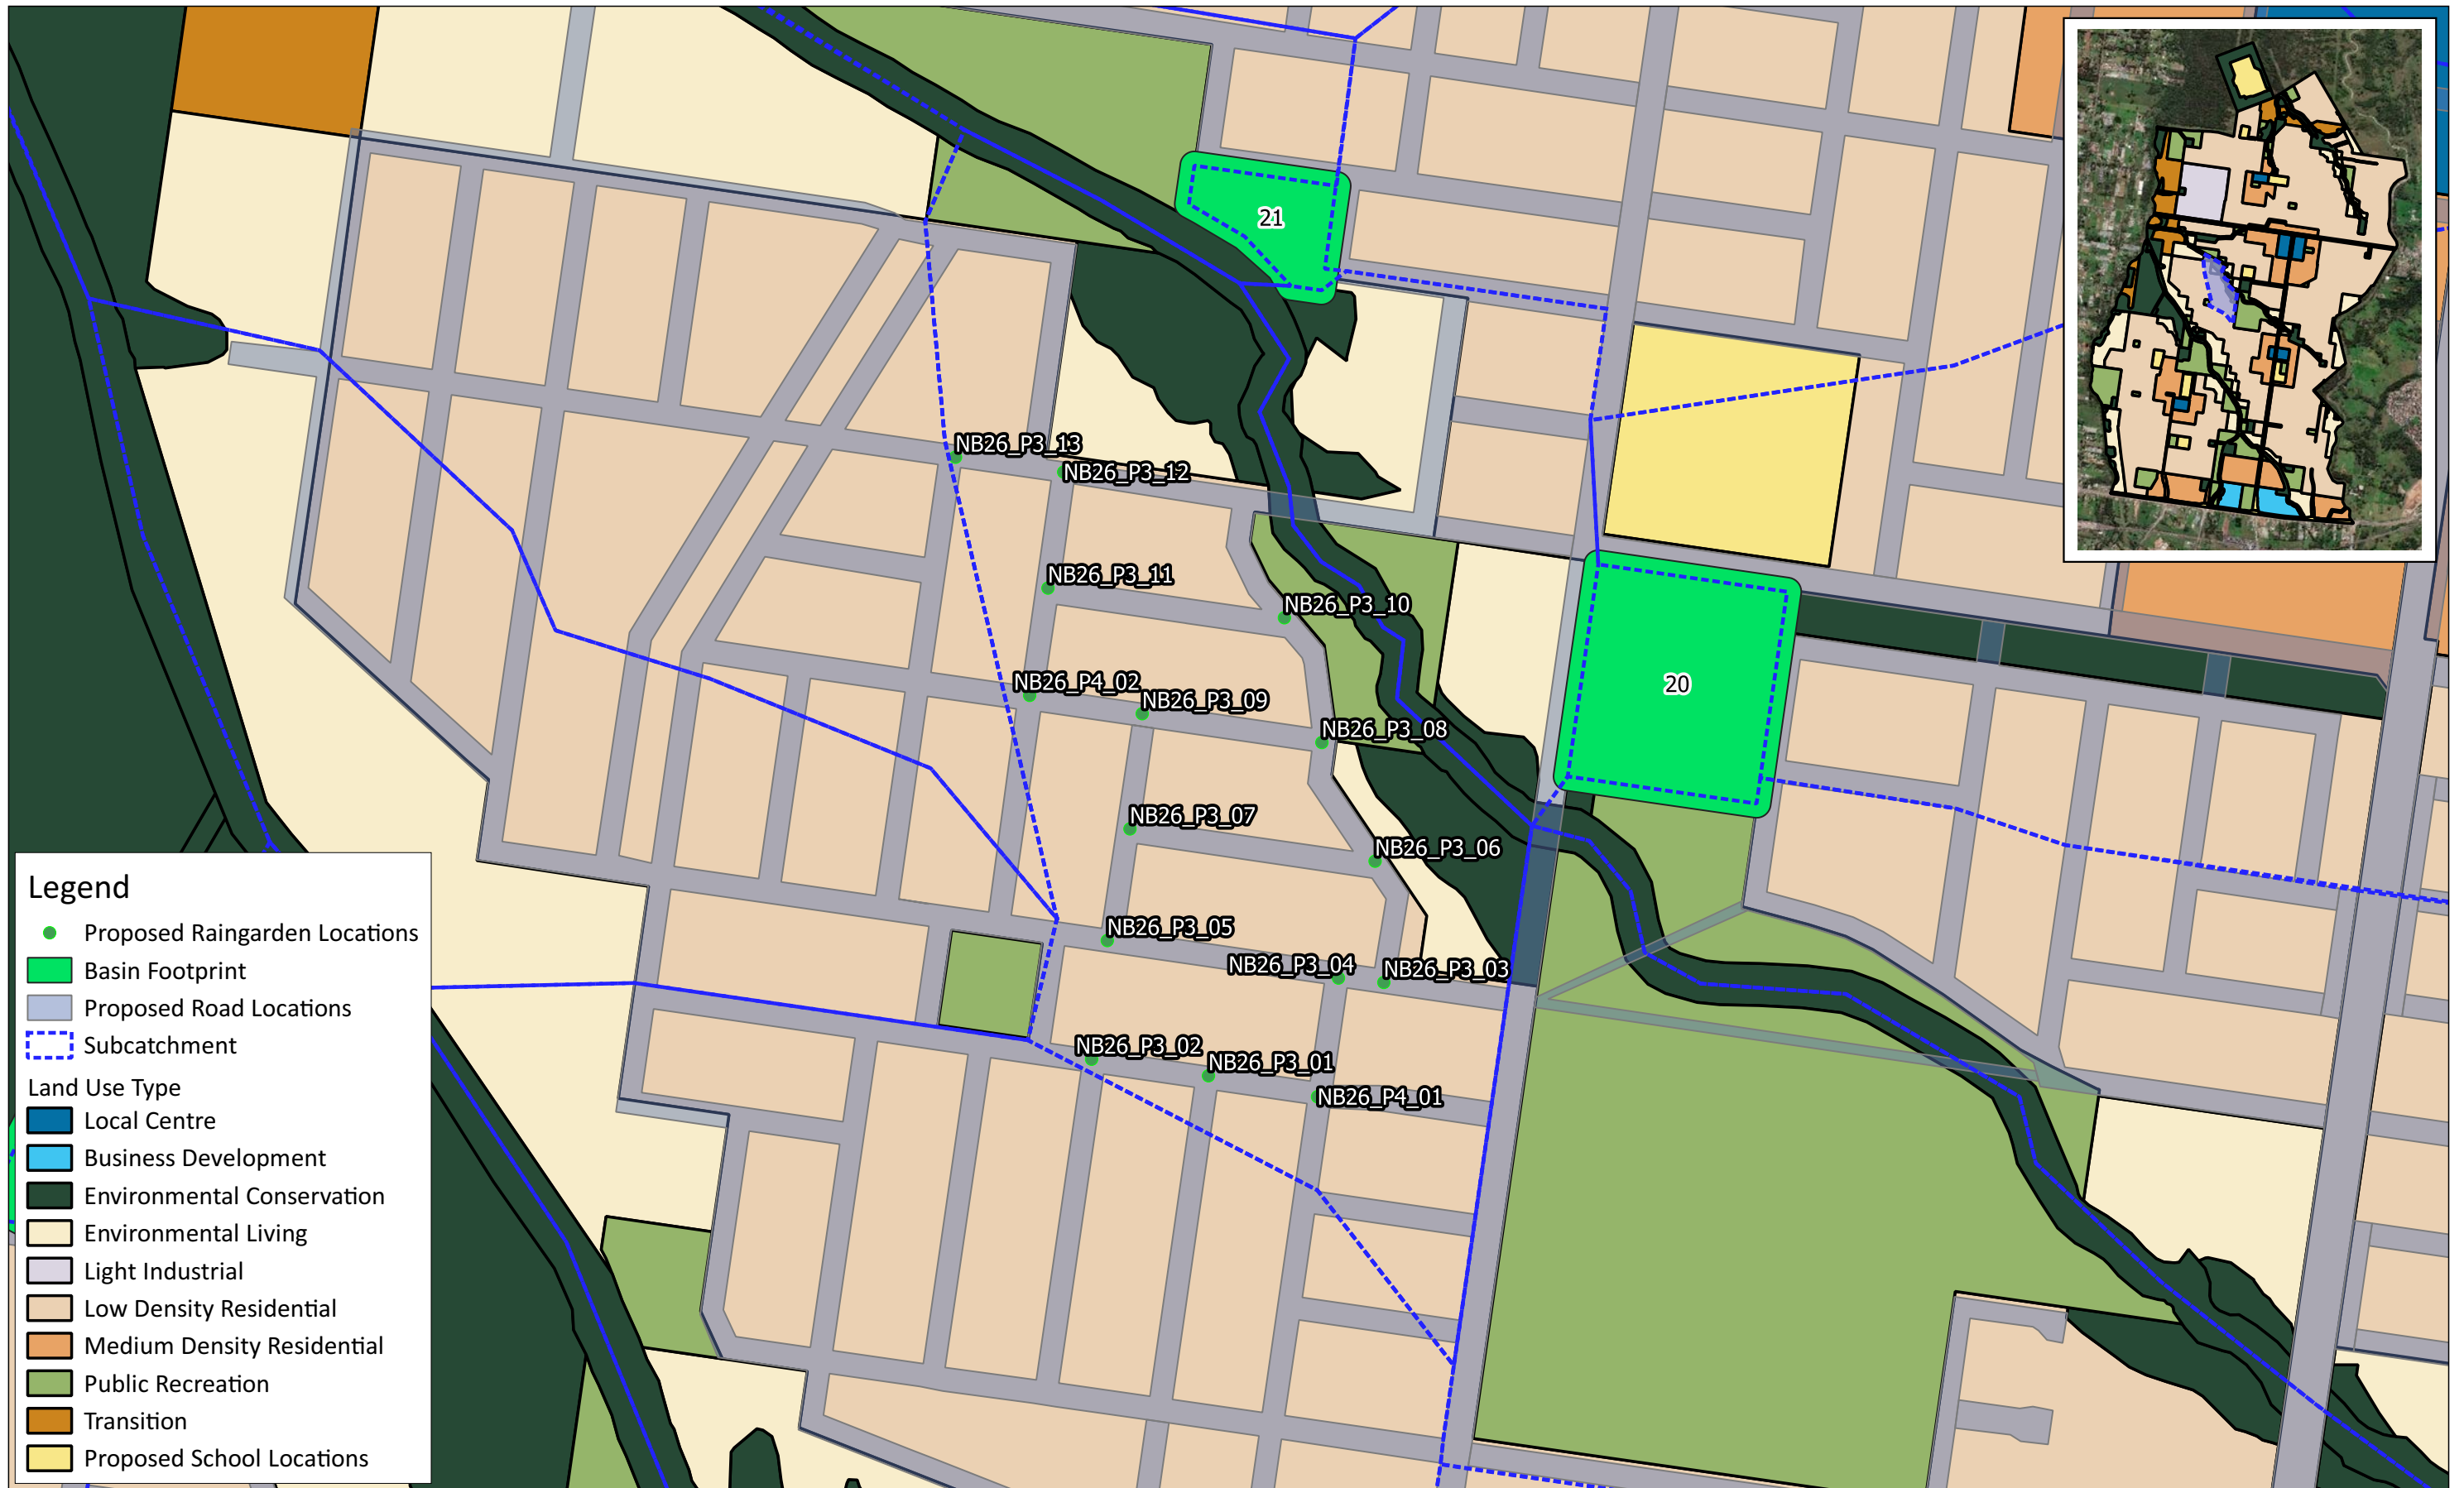 21
NB26_P3_13
NB26_P3_12
NB26_P3_11
NB26_P3_10
NB26_P4_02
NB26_P3_09
20
NB26_P3_08
NB26_P3_07
NB26_P3_06
NB26_P3_05
NB26_P3_04
NB26_P3_03
NB26_P3_02
NB26_P3_01
NB26_P4_01
Legend
Proposed Raingarden Locations
Basin Footprint
Proposed Road Locations
Subcatchment
Land Use Type
Local Centre
Business Development
Environmental Conservation
Environmental Living
Light Industrial
Low Density Residential
Medium Density Residential
Public Recreation
Transition
Proposed School Locations